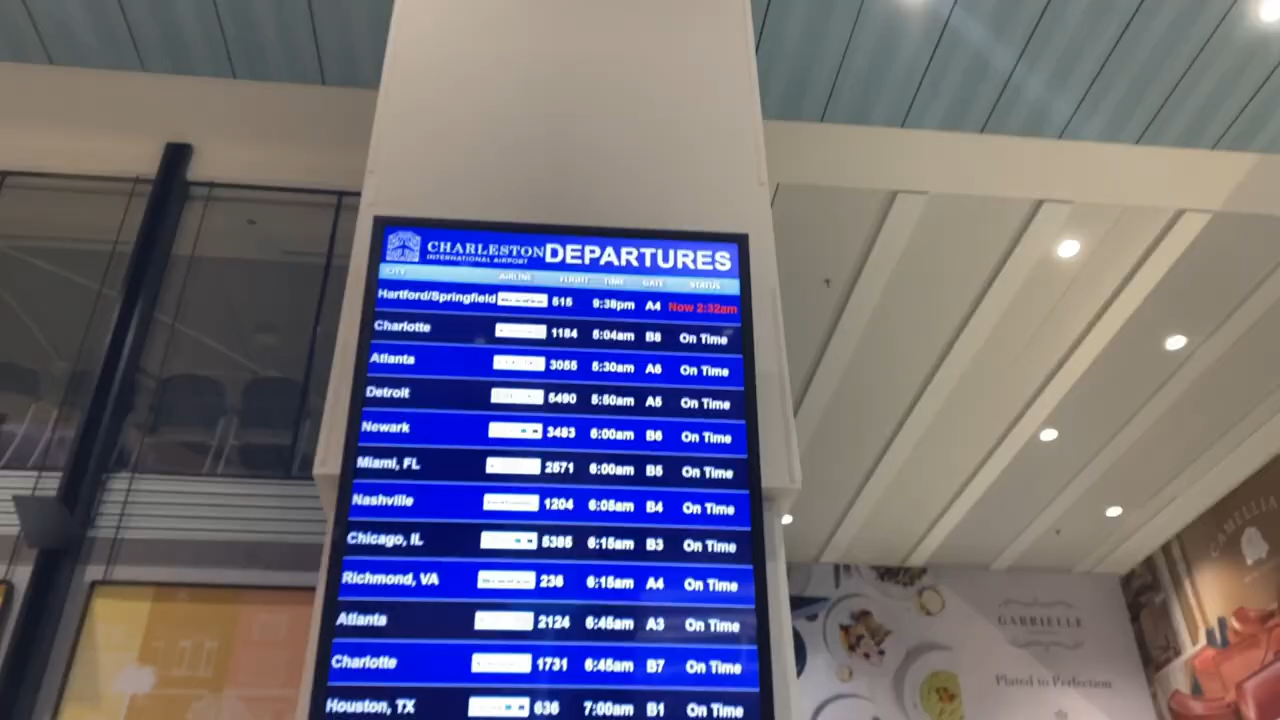 CHARLESTON DEPARTURES
INTERNATIONAL AIRPORT
CITY AIRLINE FLIGHT TIME GATE STATUS
Hartford/Springfield 515 9:38pm A4 Now 2:32am
Charlotte 1184 5:04am B8 On Time
Atlanta 3055 5:30am A6 On Time
Detroit 5490 5:50am A5 On Time
Newark 3483 6:00am B6 On Time
Miami, FL 2571 6:00am B5 On Time
Nashville 1204 6:05am B4 On Time
Chicago, IL 5385 6:15am B3 On Time
Richmond, VA 236 6:15am A4 On Time
Atlanta 2124 6:45am A3 On Time
Charlotte 1731 6:45am B7 On Time
Houston, TX 636 7:00am B1 On Time
CAMELLIA
GABRIELLE
Plated to Perfection